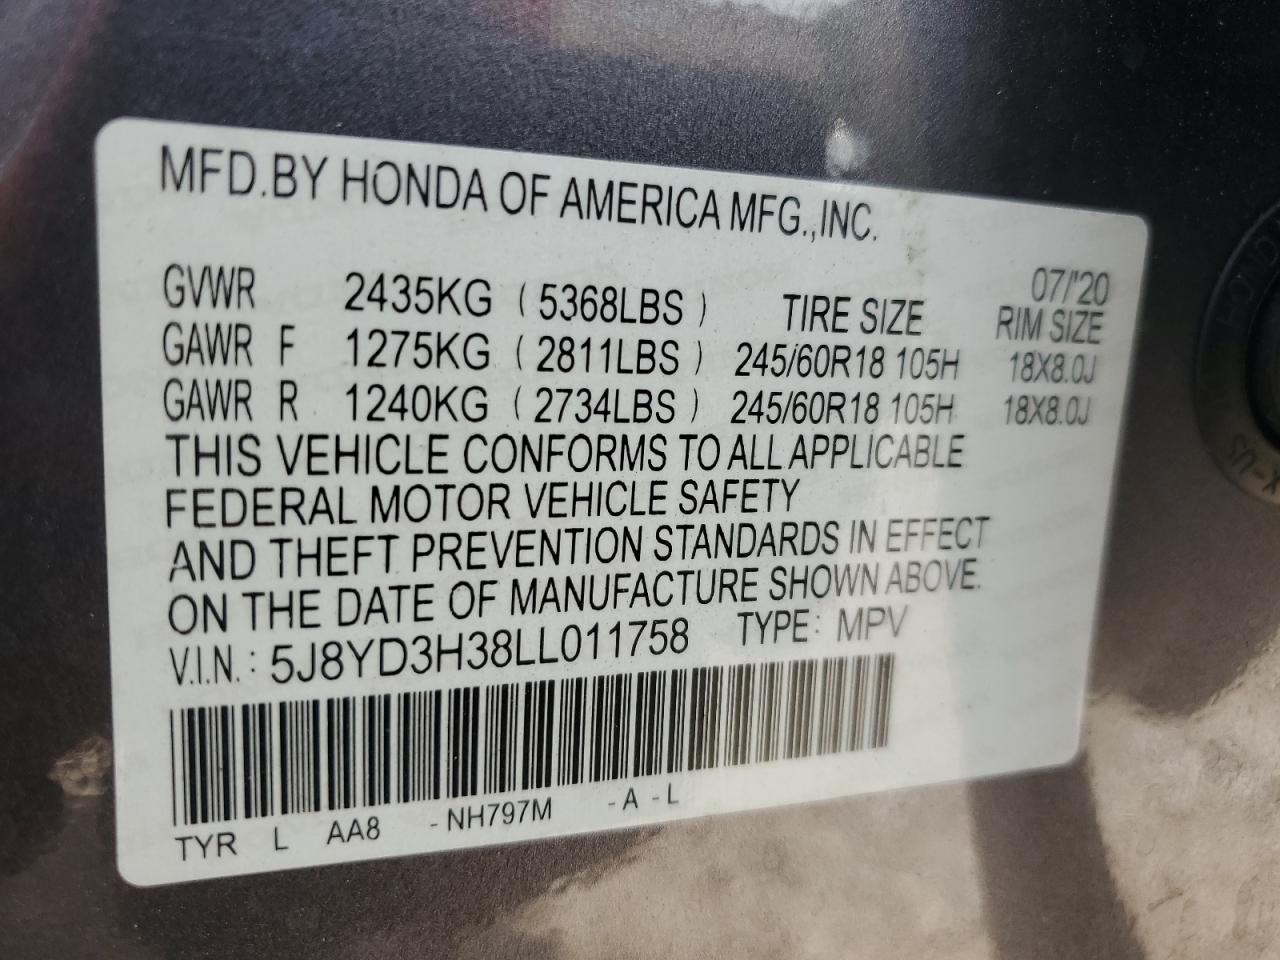 MFD.BY HONDA OF AMERICA MFG.,INC.
07/'20
GVWR 2435KG ( 5368LBS ) TIRE SIZE RIM SIZE
GAWR F 1275KG ( 2811LBS ) 245/60R18 105H 18X8.0J
GAWR R 1240KG ( 2734LBS ) 245/60R18 105H 18X8.0J
THIS VEHICLE CONFORMS TO ALL APPLICABLE
FEDERAL MOTOR VEHICLE SAFETY
AND THEFT PREVENTION STANDARDS IN EFFECT
ON THE DATE OF MANUFACTURE SHOWN ABOVE.
V.I.N.: 5J8YD3H38LL011758 TYPE: MPV
TYR L AA8 -NH797M -A -L